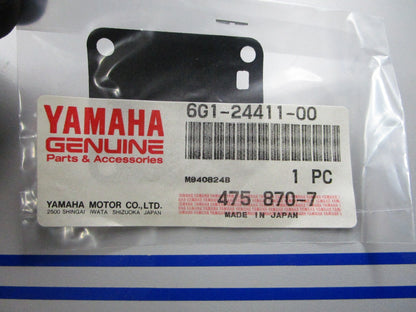 YAMAHA
GENUINE
Parts & Accessories
YAMAHA MOTOR CO., LTD.
2500 SHINGAI IWATA SHIZUOKA JAPAN
6G1-24411-00
M940824B
1 PC
475 870-7
MADE IN JAPAN